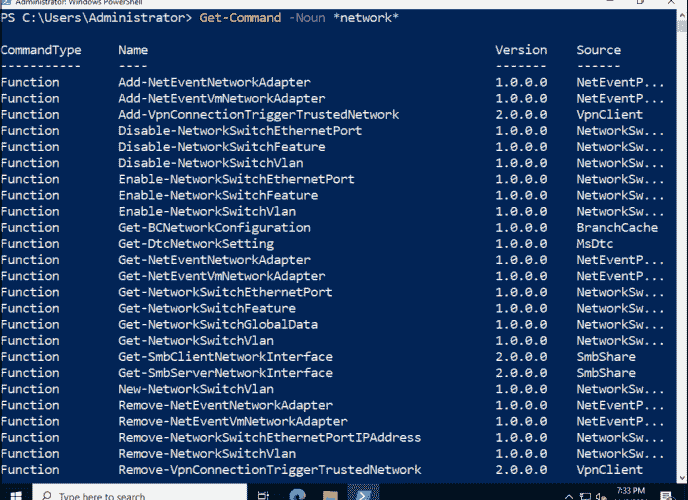 Administrator: Windows PowerShell
PS C:\Users\Administrator> Get-Command -Noun *network*
CommandType Name Version Source
----------- ---- ------- ------
Function Add-NetEventNetworkAdapter 1.0.0.0 NetEventP...
Function Add-NetEventVmNetworkAdapter 1.0.0.0 NetEventP...
Function Add-VpnConnectionTriggerTrustedNetwork 2.0.0.0 VpnClient
Function Disable-NetworkSwitchEthernetPort 1.0.0.0 NetworkSw...
Function Disable-NetworkSwitchFeature 1.0.0.0 NetworkSw...
Function Disable-NetworkSwitchVlan 1.0.0.0 NetworkSw...
Function Enable-NetworkSwitchEthernetPort 1.0.0.0 NetworkSw...
Function Enable-NetworkSwitchFeature 1.0.0.0 NetworkSw...
Function Enable-NetworkSwitchVlan 1.0.0.0 NetworkSw...
Function Get-BCNetworkConfiguration 1.0.0.0 BranchCache
Function Get-DtcNetworkSetting 1.0.0.0 MsDtc
Function Get-NetEventNetworkAdapter 1.0.0.0 NetEventP...
Function Get-NetEventVmNetworkAdapter 1.0.0.0 NetEventP...
Function Get-NetworkSwitchEthernetPort 1.0.0.0 NetworkSw...
Function Get-NetworkSwitchFeature 1.0.0.0 NetworkSw...
Function Get-NetworkSwitchGlobalData 1.0.0.0 NetworkSw...
Function Get-NetworkSwitchVlan 1.0.0.0 NetworkSw...
Function Get-SmbClientNetworkInterface 2.0.0.0 SmbShare
Function Get-SmbServerNetworkInterface 2.0.0.0 SmbShare
Function New-NetworkSwitchVlan 1.0.0.0 NetworkSw...
Function Remove-NetEventNetworkAdapter 1.0.0.0 NetEventP...
Function Remove-NetEventVmNetworkAdapter 1.0.0.0 NetEventP...
Function Remove-NetworkSwitchEthernetPortIPAddress 1.0.0.0 NetworkSw...
Function Remove-NetworkSwitchVlan 1.0.0.0 NetworkSw...
Function Remove-VpnConnectionTriggerTrustedNetwork 2.0.0.0 VpnClient
Type here to search
7:33 PM